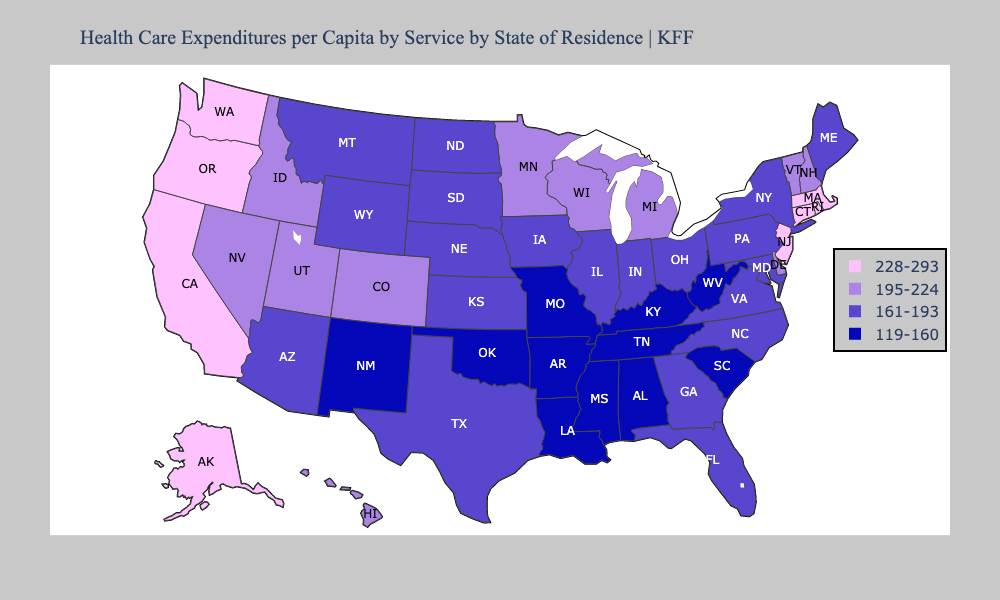 Health Care Expenditures per Capita by Service by State of Residence | KFF
WA
ME
MT
ND
OR
MN
VT
NH
ID
SD
WI
NY
MA
RI
CT
WY
MI
IA
PA
NJ
NE
NV
OH
DE
MD
UT
IL
IN
CA
CO
WV
VA
KS
MO
KY
NC
TN
AZ
OK
NM
AR
SC
MS
AL
GA
TX
LA
FL
AK
HI
228-293
195-224
161-193
119-160